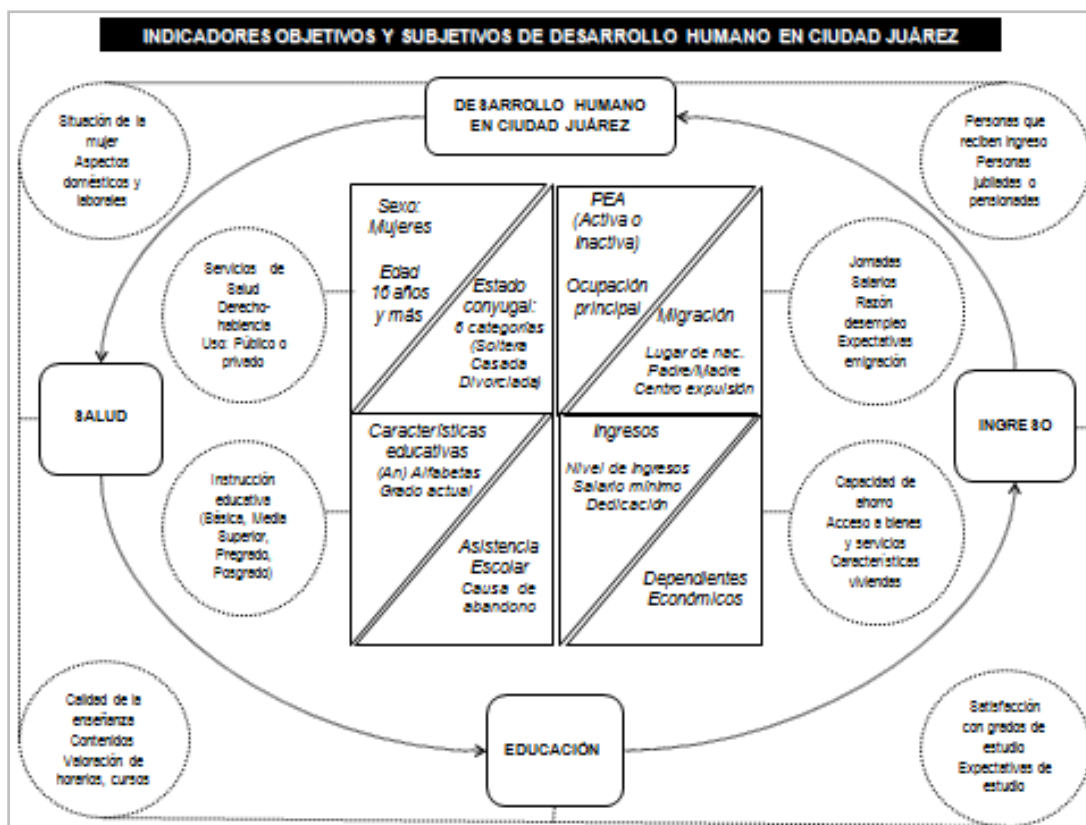 INDICADORES OBJETIVOS Y SUBJETIVOS DE DESARROLLO HUMANO EN CIUDAD JUÁREZ
DESARROLLO HUMANO
EN CIUDAD JUÁREZ
Situación de la
mujer
Aspectos
domésticos y
laborales
Personas que
reciben ingreso
Personas
jubiladas o
pensionadas
Servicios de
Salud
Derecho-
habiencia
Uso: Público o
privado
Sexo:
Mujeres
Edad
16 años
y más
Estado
conyugal:
6 categorías
(Soltera
Casada
Divorciada)
PEA
(Activa o
Inactiva)
Ocupación
principal
Migración
Lugar de nac.
Padre/Madre
Centro expulsión
Jornadas
Salarios
Razón
desempleo
Expectativas
emigración
SALUD
INGRESO
Instrucción
educativa
(Básica, Media
Superior,
Pregrado,
Posgrado)
Características
educativas
(An) Alfabetas
Grado actual
Asistencia
Escolar
Causa de
abandono
Ingresos
Nivel de Ingresos
Salario mínimo
Dedicación
Dependientes
Económicos
Capacidad de
ahorro
Acceso a bienes
y servicios
Características
viviendas
Calidad de la
enseñanza
Contenidos
Valoración de
horarios, cursos
EDUCACIÓN
Satisfacción
con grados de
estudio
Expectativas de
estudio